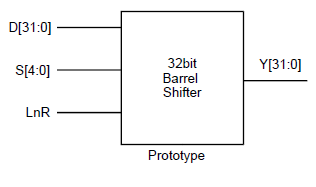 D[31:0]
S[4:0]
LnR
32bit
Barrel
Shifter
Y[31:0]
Prototype